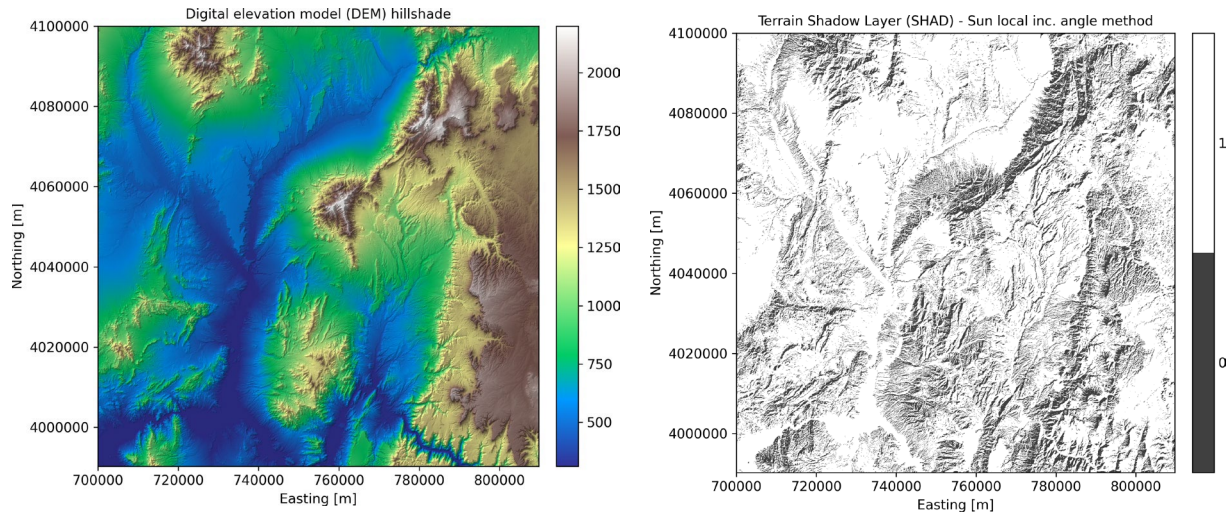 Digital elevation model (DEM) hillshade
4100000
4080000
4060000
4040000
4020000
4000000
Northing [m]
700000 720000 740000 760000 780000 800000
Easting [m]
2000
1750
1500
1250
1000
750
500
Terrain Shadow Layer (SHAD) - Sun local inc. angle method
4100000
4080000
4060000
4040000
4020000
4000000
Northing [m]
700000 720000 740000 760000 780000 800000
Easting [m]
1
0